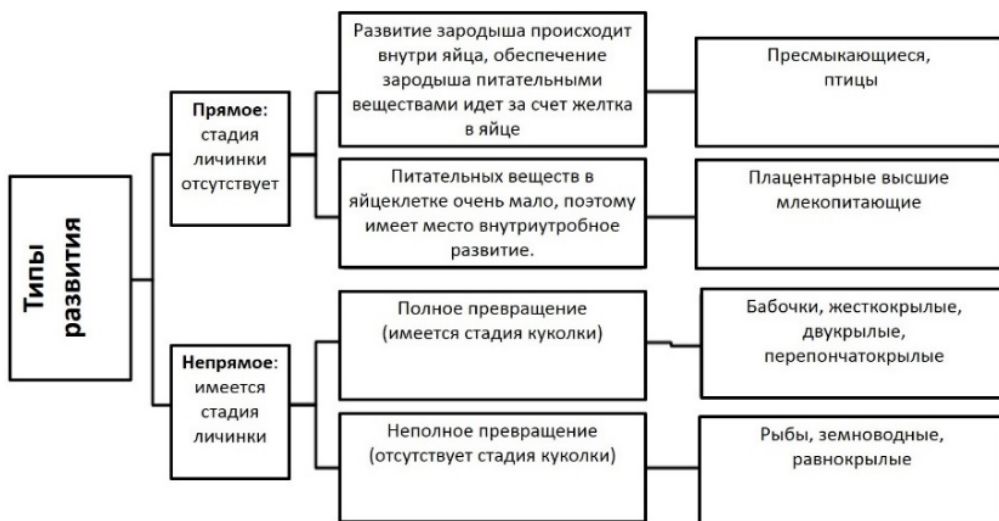 Типы
развития
Прямое:
стадия
личинки
отсутствует
Развитие зародыша происходит
внутри яйца, обеспечение
зародыша питательными
веществами идет за счет желтка
в яйце
Пресмыкающиеся,
птицы
Питательных веществ в
яйцеклетке очень мало, поэтому
имеет место внутриутробное
развитие.
Плацентарные высшие
млекопитающие
Непрямое:
имеется
стадия
личинки
Полное превращение
(имеется стадия куколки)
Бабочки, жесткокрылые,
двукрылые,
перепончатокрылые
Неполное превращение
(отсутствует стадия куколки)
Рыбы, земноводные,
равнокрылые